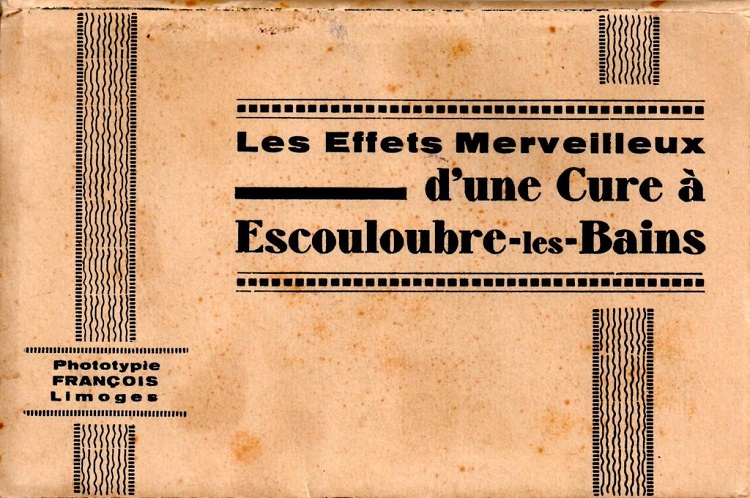 Les Effets Merveilleux
d'une Cure à
Escouloubre-les-Bains
Phototypie
FRANÇOIS
Limoges